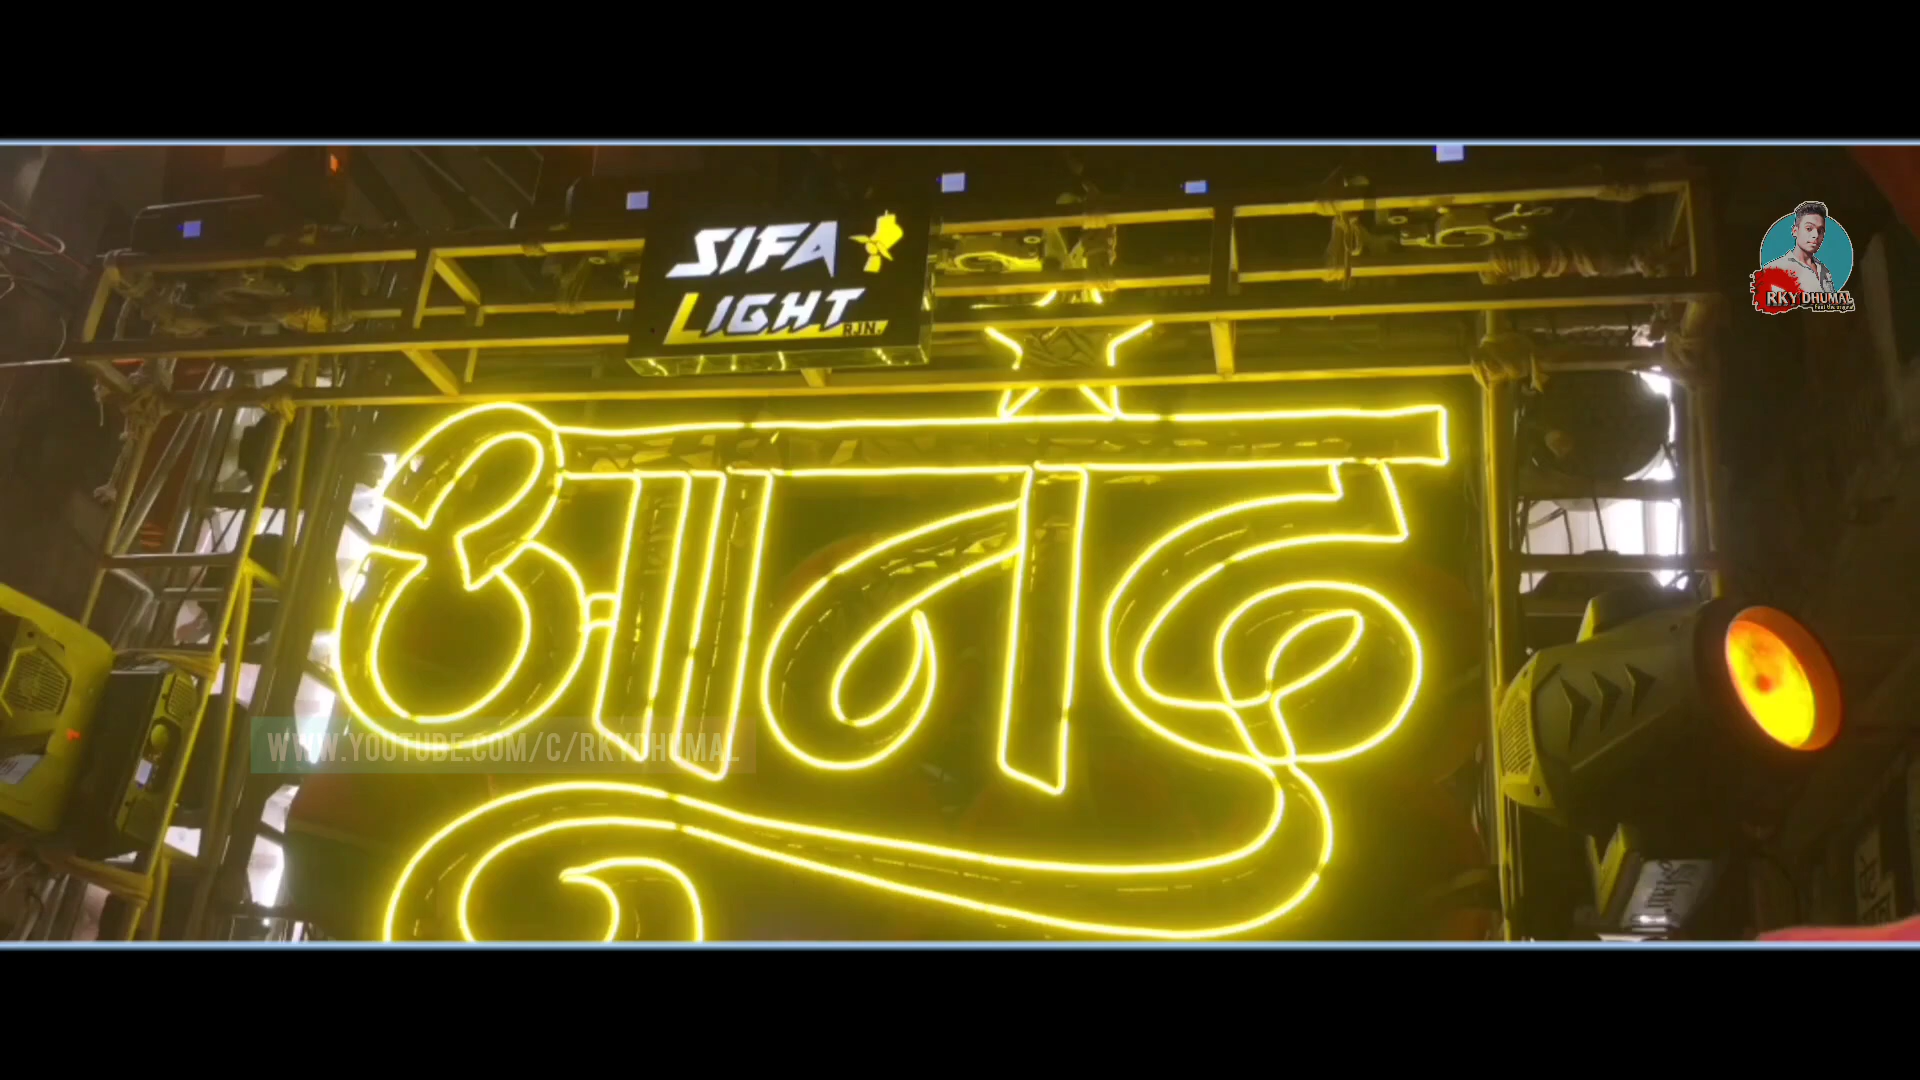 SIFA
LIGHT
RJN.
RKY DHUMAL
आनंद
WWW.YOUTUBE.COM/C/RKYDHUMAL